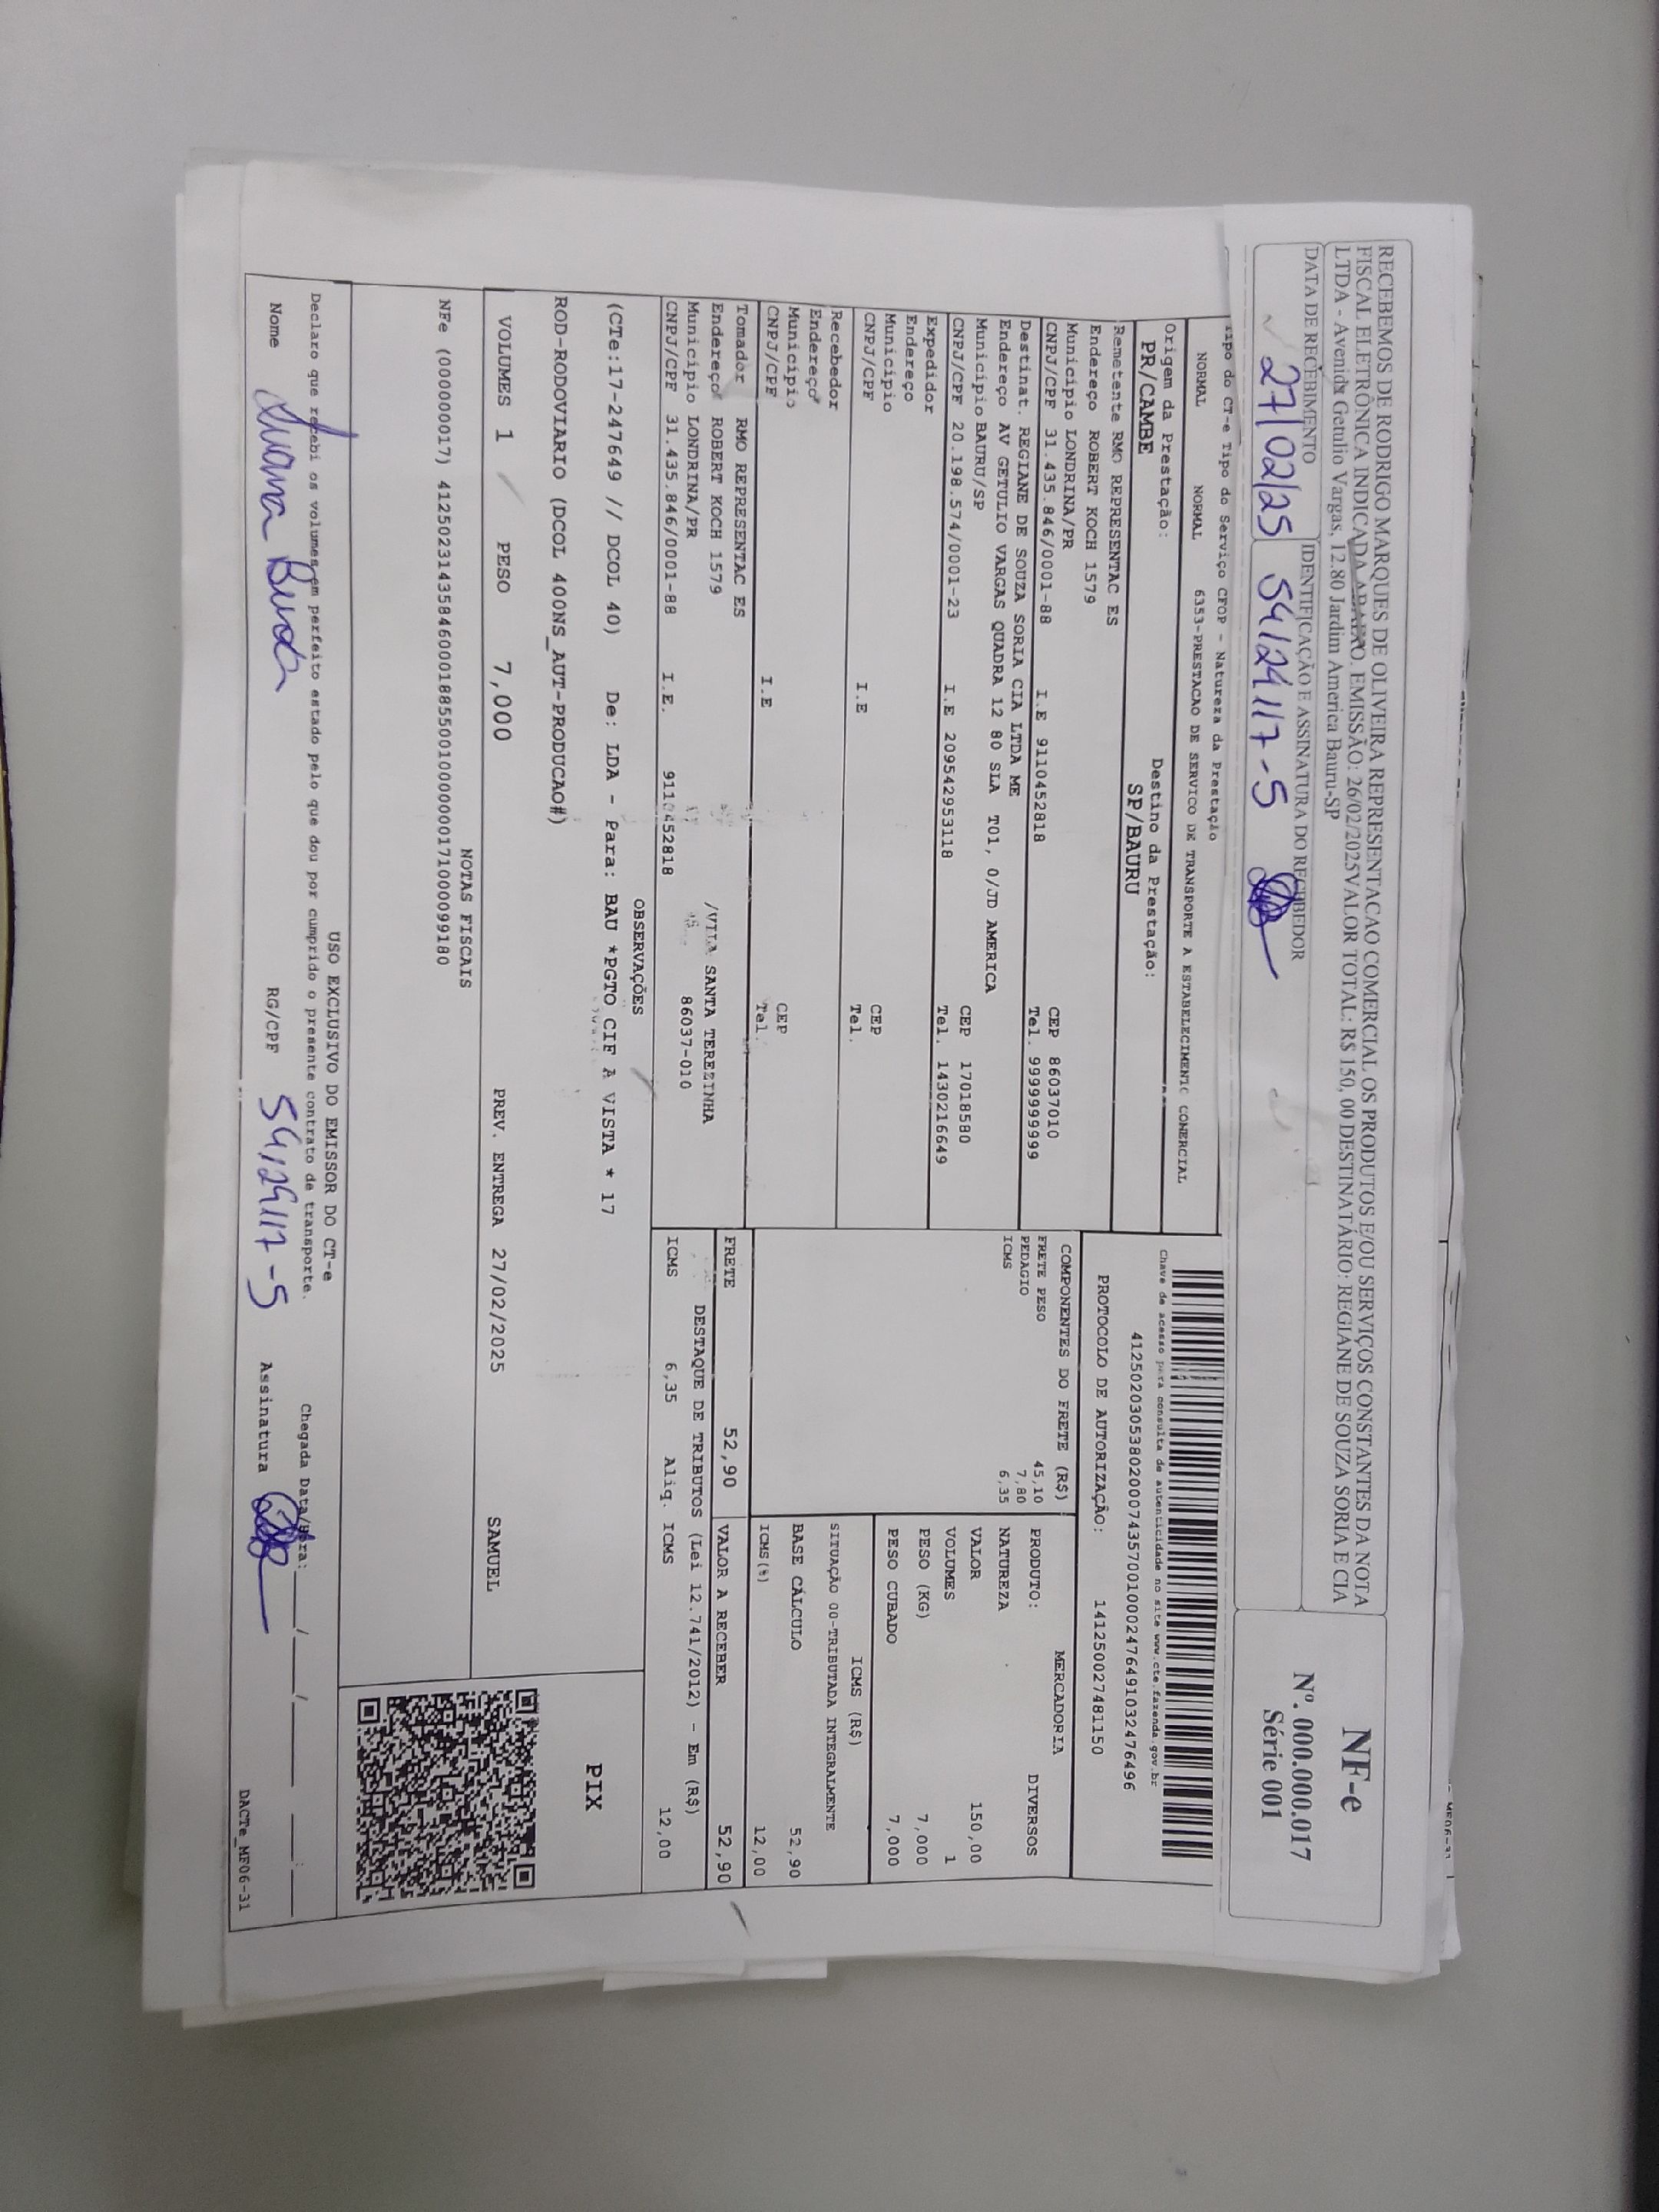 RECEBEMOS DE RODRIGO MARQUES DE OLIVEIRA REPRESENTACAO COMERCIAL OS PRODUTOS E/OU SERVIÇOS CONSTANTES DA NOTA
FISCAL ELETRÔNICA INDICADA ABAIXO. EMISSÃO: 26/02/2025VALOR TOTAL: R$ 150, 00 DESTINATÁRIO: REGIANE DE SOUZA SORIA E CIA
LTDA - Avenida Getulio Vargas, 12.80 Jardim America Bauru-SP
DATA DE RECEBIMENTO
IDENTIFICAÇÃO E ASSINATURA DO RECEBEDOR
27/02/25 54129117-5
NF-e
Nº. 000.000.017
Série 001
Tipo do CT-e Tipo do Serviço CFOP - Natureza da Prestação
NORMAL NORMAL 6353-PRESTACAO DE SERVICO DE TRANSPORTE A ESTABELECIMENTO COMERCIAL
Origem da Prestação: Destino da Prestação:
PR/CAMBE SP/BAURU
Remetente RMO REPRESENTAC ES
Endereço ROBERT KOCH 1579
Município LONDRINA/PR CEP 86037010
CNPJ/CPF 31.435.846/0001-88 I.E 9110452818 Tel. 9999999999
Destinat. REGIANE DE SOUZA SORIA CIA LTDA ME
Endereço AV GETULIO VARGAS QUADRA 12 80 SLA T01, 0/JD AMERICA
Município BAURU/SP CEP 17018580
CNPJ/CPF 20.198.574/0001-23 I.E 209542953118 Tel. 1430216649
Expedidor
Endereço
Município CEP
CNPJ/CPF I.E Tel.
Recebedor
Endereço
Município CEP
CNPJ/CPF I.E Tel.
Tomador RMO REPRESENTAC ES
Endereço ROBERT KOCH 1579 /VILA SANTA TEREZINHA
Município LONDRINA/PR 86037-010
CNPJ/CPF 31.435.846/0001-88 I.E. 9110452818
Chave de acesso para consulta de autenticidade no site www.cte.fazenda.gov.br
41250203053802000743570010002476491032476496
PROTOCOLO DE AUTORIZAÇÃO: 141250027481150
COMPONENTES DO FRETE (R$)
FRETE PESO 45,10
PEDAGIO 7,80
ICMS 6,35
MERCADORIA
PRODUTO: DIVERSOS
NATUREZA
VALOR 150,00
VOLUMES 1
PESO (KG) 7,000
PESO CUBADO 7,000
ICMS (R$)
SITUAÇÃO 00-TRIBUTADA INTEGRALMENTE
BASE CÁLCULO 52,90
ICMS(%) 12,00
FRETE 52,90 VALOR A RECEBER 52,90
DESTAQUE DE TRIBUTOS (Lei 12.741/2012) - Em (R$)
ICMS 6,35 Aliq. ICMS 12,00
OBSERVAÇÕES
(CTe:17-247649 // DCOL 40) De: LDA - Para: BAU *PGTO CIF A VISTA * 17
ROD-RODOVIARIO (DCOL 400NS_AUT-PRODUCAO#)
PIX
VOLUMES 1 PESO 7,000 PREV. ENTREGA 27/02/2025 SAMUEL
NOTAS FISCAIS
NFe (000000017) 41250231435846000188550010000000171000099180
USO EXCLUSIVO DO EMISSOR DO CT-e
Declaro que recebi os volumes em perfeito estado pelo que dou por cumprido o presente contrato de transporte. Chegada Data/Hora: ___/___/___ ___:___
Nome RG/CPF 54129117-5 Assinatura
DACTe_MF06-31